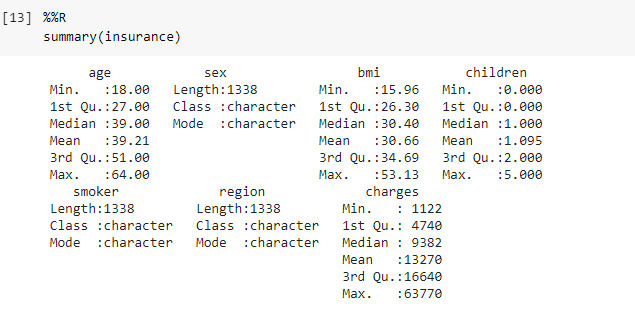 [13] %%R
summary(insurance)
age sex bmi children
Min. :18.00 Length:1338 Min. :15.96 Min. :0.000
1st Qu.:27.00 Class :character 1st Qu.:26.30 1st Qu.:0.000
Median :39.00 Mode :character Median :30.40 Median :1.000
Mean :39.21 Mean :30.66 Mean :1.095
3rd Qu.:51.00 3rd Qu.:34.69 3rd Qu.:2.000
Max. :64.00 Max. :53.13 Max. :5.000
smoker region charges
Length:1338 Length:1338 Min. : 1122
Class :character Class :character 1st Qu.: 4740
Mode :character Mode :character Median : 9382
Mean :13270
3rd Qu.:16640
Max. :63770